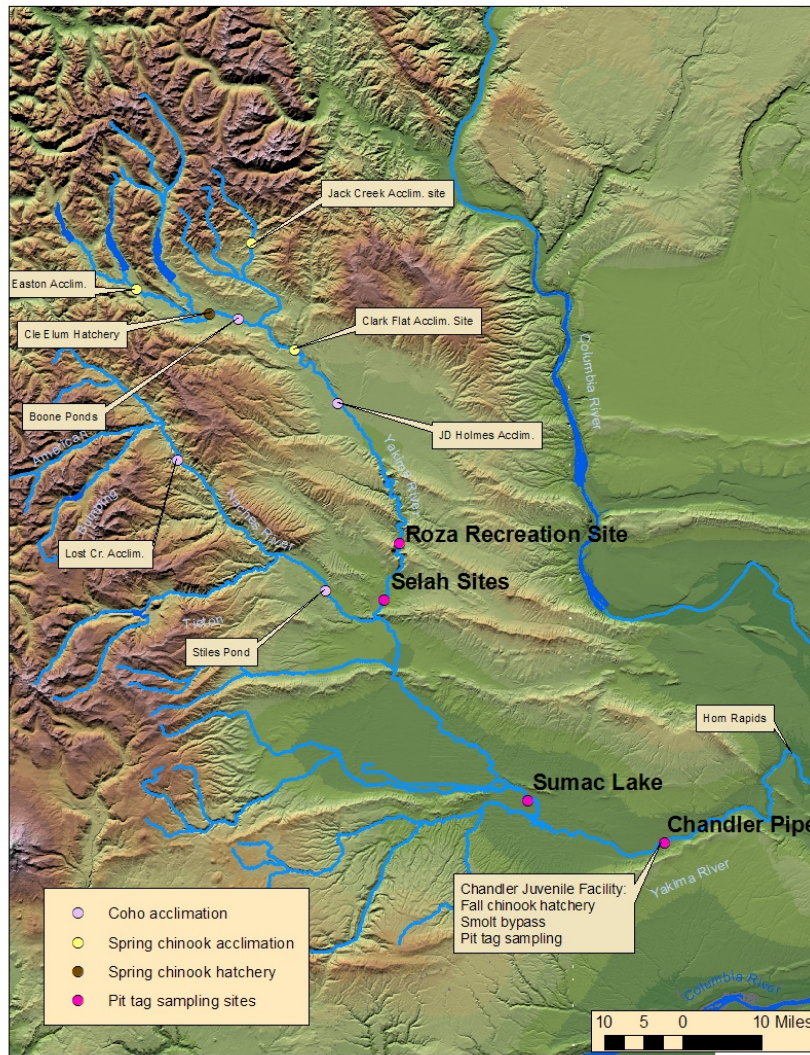 Jack Creek Acclim. site
Easton Acclim.
Cle Elum Hatchery
Clark Flat Acclim. Site
Columbia River
Boone Ponds
JD Holmes Acclim.
American
Yakima River
Bumping
Naches River
Lost Cr. Acclim.
Roza Recreation Site
Selah Sites
Tieton
Stiles Pond
Horn Rapids
Sumac Lake
Chandler Pipe
Yakima River
Chandler Juvenile Facility:
Fall chinook hatchery
Smolt bypass
Pit tag sampling
Coho acclimation
Spring chinook acclimation
Spring chinook hatchery
Pit tag sampling sites
Columbia River
10 5 0 10 Miles